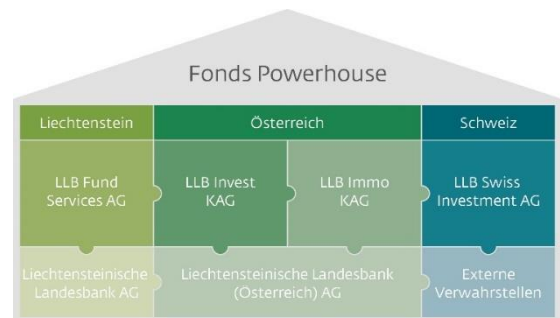 Fonds Powerhouse
Liechtenstein
Österreich
Schweiz
LLB Fund
Services AG
LLB Invest
KAG
LLB Immo
KAG
LLB Swiss
Investment AG
Liechtensteinische
Landesbank AG
Liechtensteinische Landesbank
(Österreich) AG
Externe
Verwahrstellen